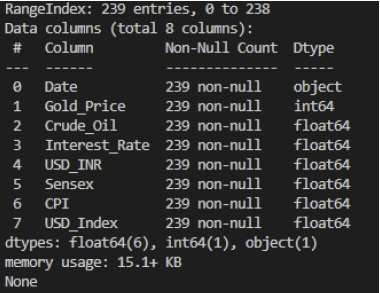 RangeIndex: 239 entries, 0 to 238
Data columns (total 8 columns):
 #   Column         Non-Null Count  Dtype
---  ------         --------------  -----
 0   Date           239 non-null    object
 1   Gold_Price     239 non-null    int64
 2   Crude_Oil      239 non-null    float64
 3   Interest_Rate  239 non-null    float64
 4   USD_INR        239 non-null    float64
 5   Sensex         239 non-null    float64
 6   CPI            239 non-null    float64
 7   USD_Index      239 non-null    float64
dtypes: float64(6), int64(1), object(1)
memory usage: 15.1+ KB
None